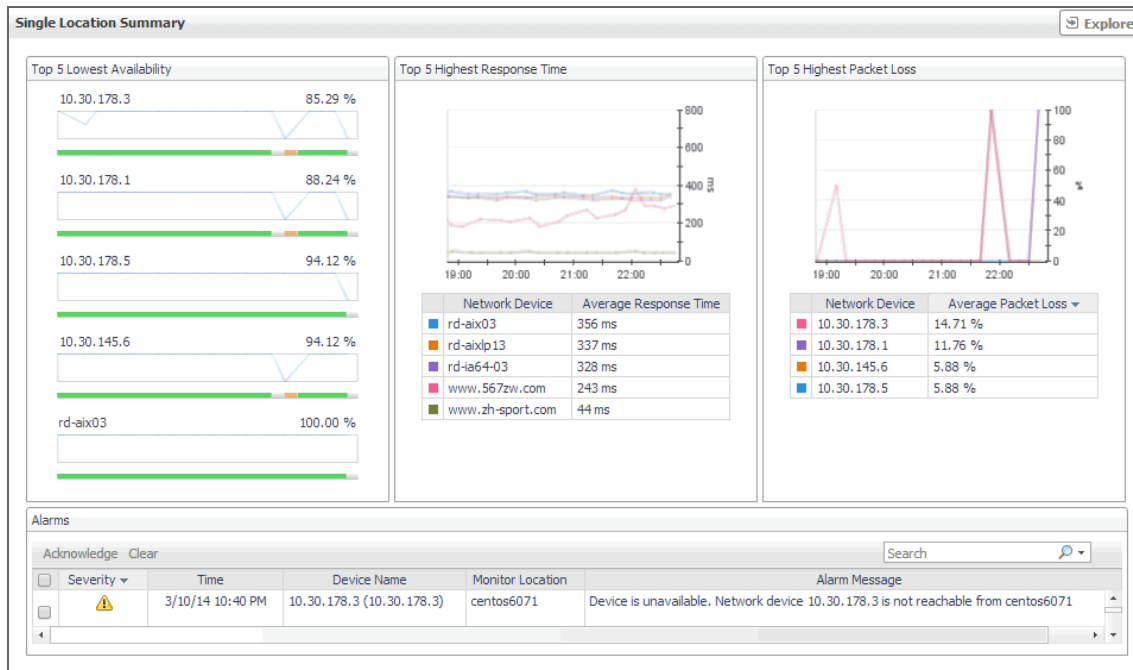 Single Location Summary
Explore
Top 5 Lowest Availability
10.30.178.3 85.29 %
10.30.178.1 88.24 %
10.30.178.5 94.12 %
10.30.145.6 94.12 %
rd-aix03 100.00 %
Top 5 Highest Response Time
800
600
400
200
0
ms
19:00 20:00 21:00 22:00
Network Device Average Response Time
rd-aix03 356 ms
rd-aixlp13 337 ms
rd-ia64-03 328 ms
www.567zw.com 243 ms
www.zh-sport.com 44 ms
Top 5 Highest Packet Loss
100
80
60
40
20
0
%
19:00 20:00 21:00 22:00
Network Device Average Packet Loss
10.30.178.3 14.71 %
10.30.178.1 11.76 %
10.30.145.6 5.88 %
10.30.178.5 5.88 %
Alarms
Acknowledge Clear Search
Severity Time Device Name Monitor Location Alarm Message
3/10/14 10:40 PM 10.30.178.3 (10.30.178.3) centos6071 Device is unavailable. Network device 10.30.178.3 is not reachable from centos6071